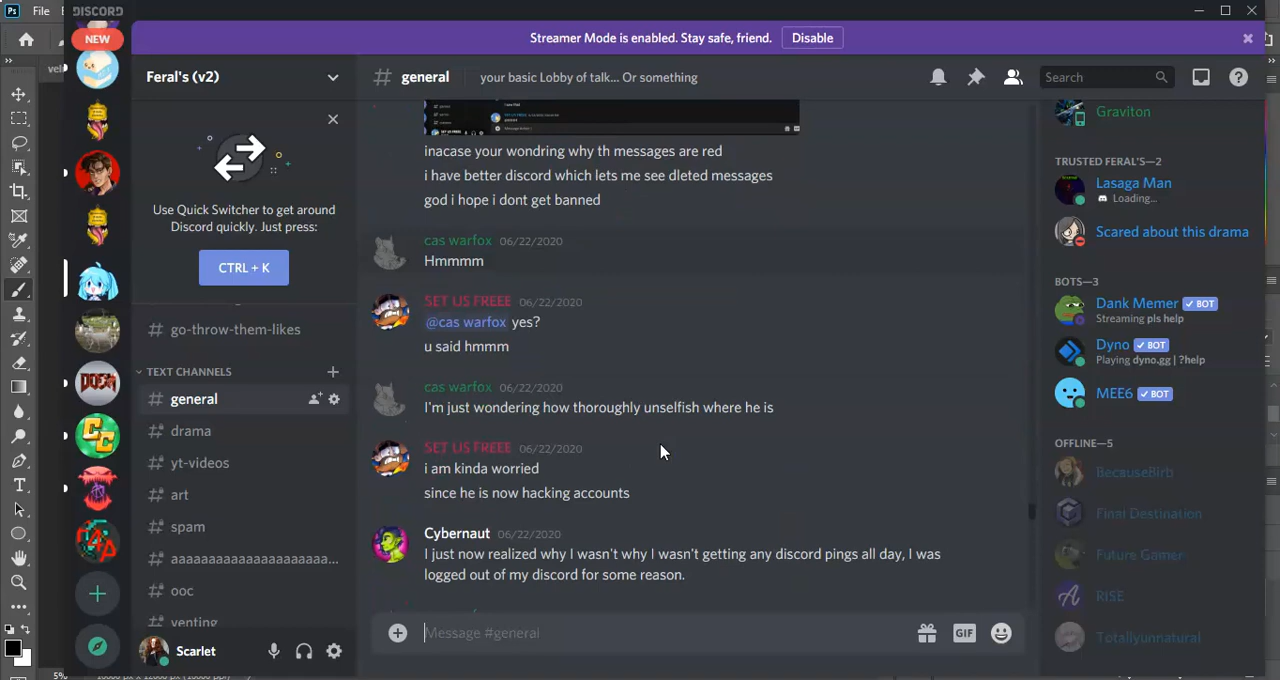 Ps File
DISCORD
NEW
Streamer Mode is enabled. Stay safe, friend. Disable
Feral's (v2)
# general your basic Lobby of talk... Or something
Search
Use Quick Switcher to get around
Discord quickly. Just press:
CTRL + K
# go-throw-them-likes
TEXT CHANNELS
# general
# drama
# yt-videos
# art
# spam
# aaaaaaaaaaaaaaaaaaaaa...
# ooc
venting
Scarlet
inacase your wondring why th messages are red
i have better discord which lets me see dleted messages
god i hope i dont get banned
cas warfox 06/22/2020
Hmmmm
SET US FREEE 06/22/2020
@cas warfox yes?
u said hmmm
cas warfox 06/22/2020
I'm just wondering how thoroughly unselfish where he is
SET US FREEE 06/22/2020
i am kinda worried
since he is now hacking accounts
Cybernaut 06/22/2020
I just now realized why I wasn't why I wasn't getting any discord pings all day, I was
logged out of my discord for some reason.
Message #general
GIF
Graviton
TRUSTED FERAL'S—2
Lasaga Man
Loading...
Scared about this drama
BOTS—3
Dank Memer ✓ BOT
Streaming pls help
Dyno ✓ BOT
Playing dyno.gg | ?help
MEE6 ✓ BOT
OFFLINE—5
BecauseBirb
Final Destination
Future Gamer
RISE
Totallyunnatural
5%